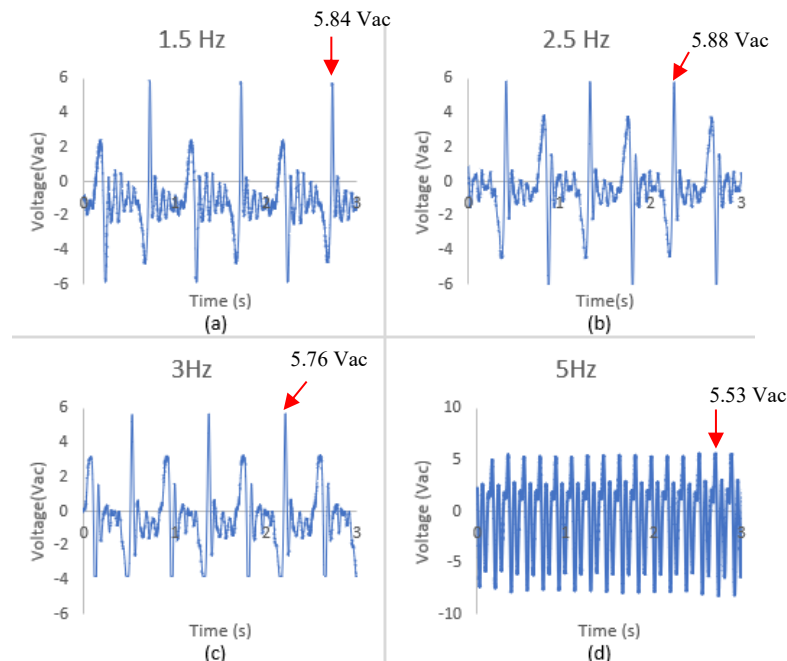 1.5 Hz
5.84 Vac
6
4
2
0
-2
-4
-6
Voltage(Vac)
0
1
2
3
Time (s)
(a)
2.5 Hz
5.88 Vac
6
4
2
0
-2
-4
-6
Voltage (Vac)
0
1
2
3
Time(s)
(b)
3Hz
5.76 Vac
6
4
2
0
-2
-4
-6
Voltage(Vac)
0
1
2
3
Time (s)
(c)
5Hz
5.53 Vac
10
5
0
-5
-10
Voltage (Vac)
0
1
2
3
Time (s)
(d)